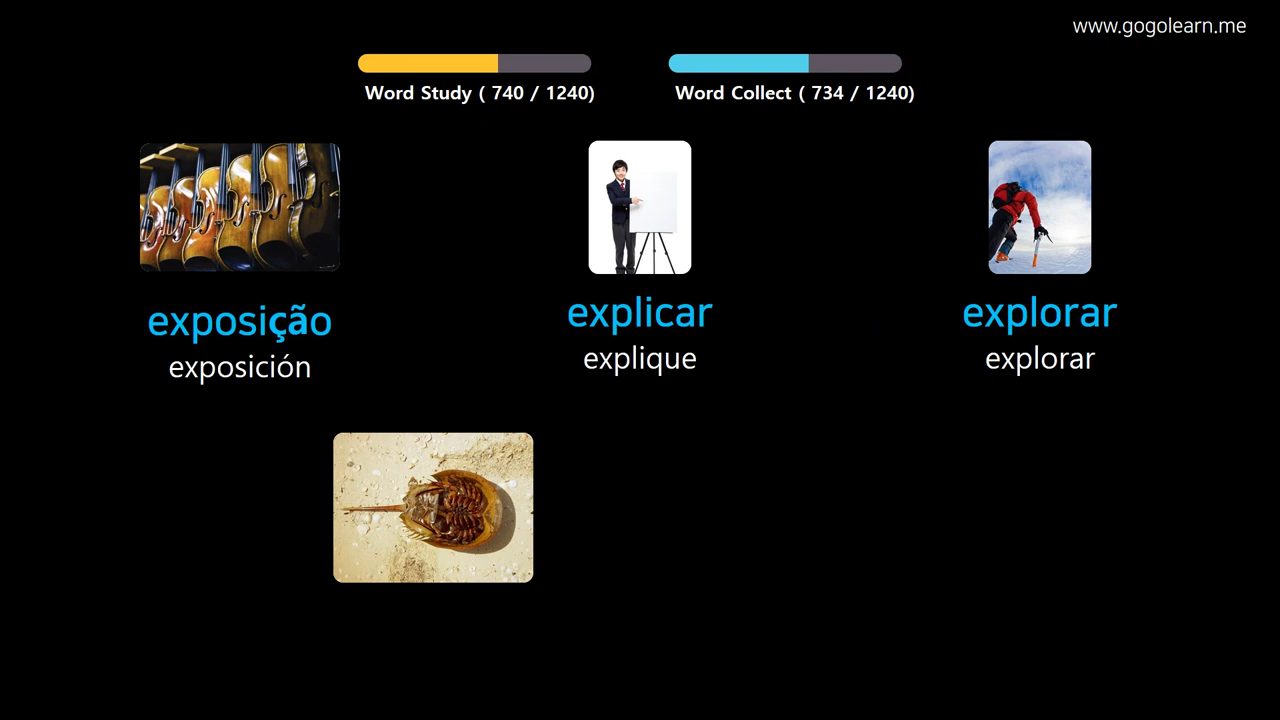 www.gogolearn.me
Word Study ( 740 / 1240)
Word Collect ( 734 / 1240)
exposição
exposición
explicar
explique
explorar
explorar